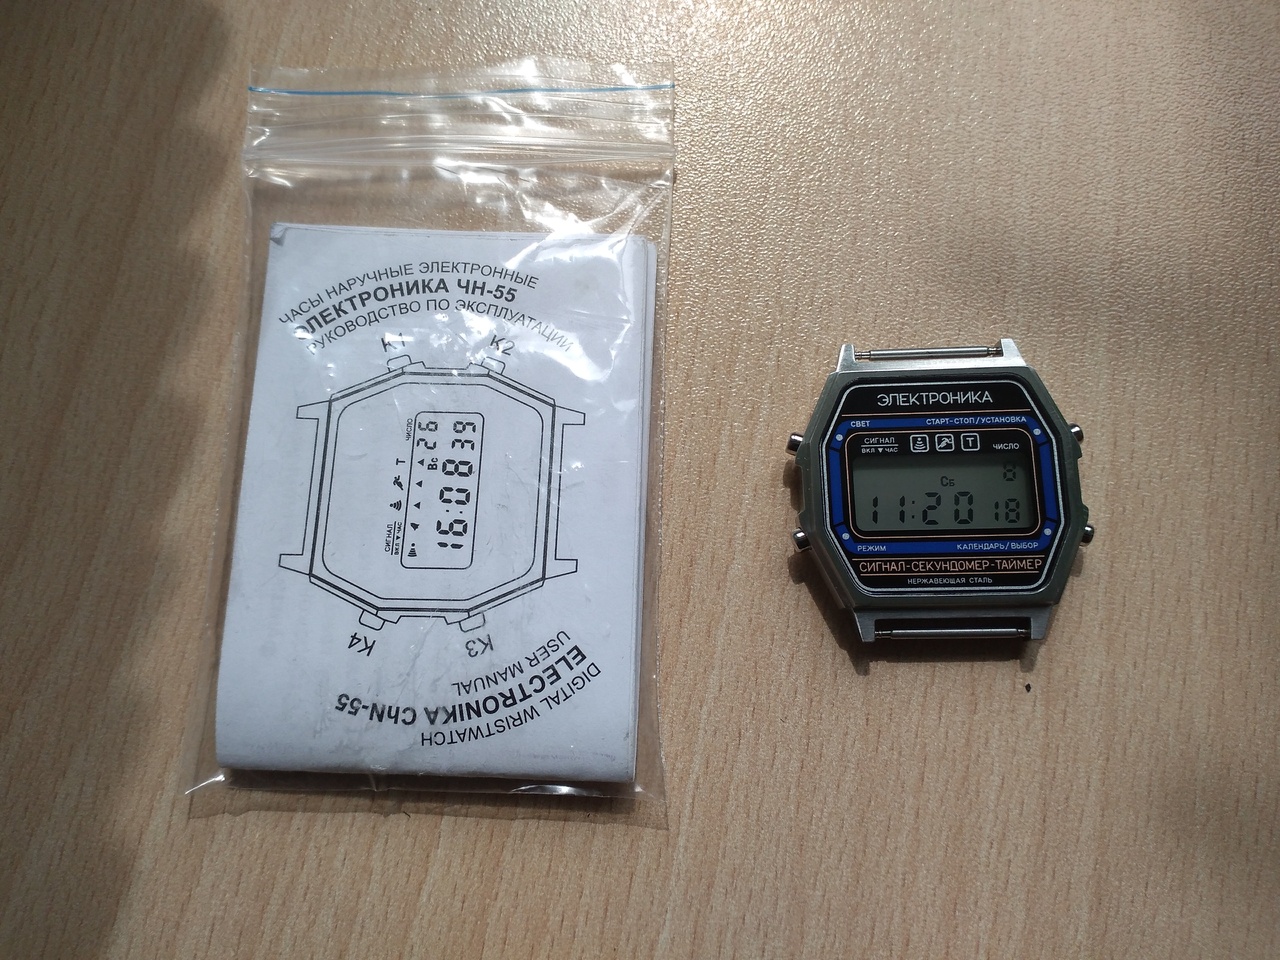 ЧАСЫ НАРУЧНЫЕ ЭЛЕКТРОННЫЕ
ЭЛЕКТРОНИКА ЧН-55
РУКОВОДСТВО ПО ЭКСПЛУАТАЦИИ
К1 К2
СИГНАЛ
ВКЛ ▼ ЧАС
Т
ЧИСЛО
Вс 26
16:08 39
К4 К3
DIGITAL WRISTWATCH
ELECTRONIKA ChN-55
USER MANUAL
ЭЛЕКТРОНИКА
СВЕТ СТАРТ-СТОП/УСТАНОВКА
СИГНАЛ
ВКЛ ▼ ЧАС
Т
ЧИСЛО
8
Сб
11:20 18
РЕЖИМ КАЛЕНДАРЬ/ВЫБОР
СИГНАЛ-СЕКУНДОМЕР-ТАЙМЕР
НЕРЖАВЕЮЩАЯ СТАЛЬ